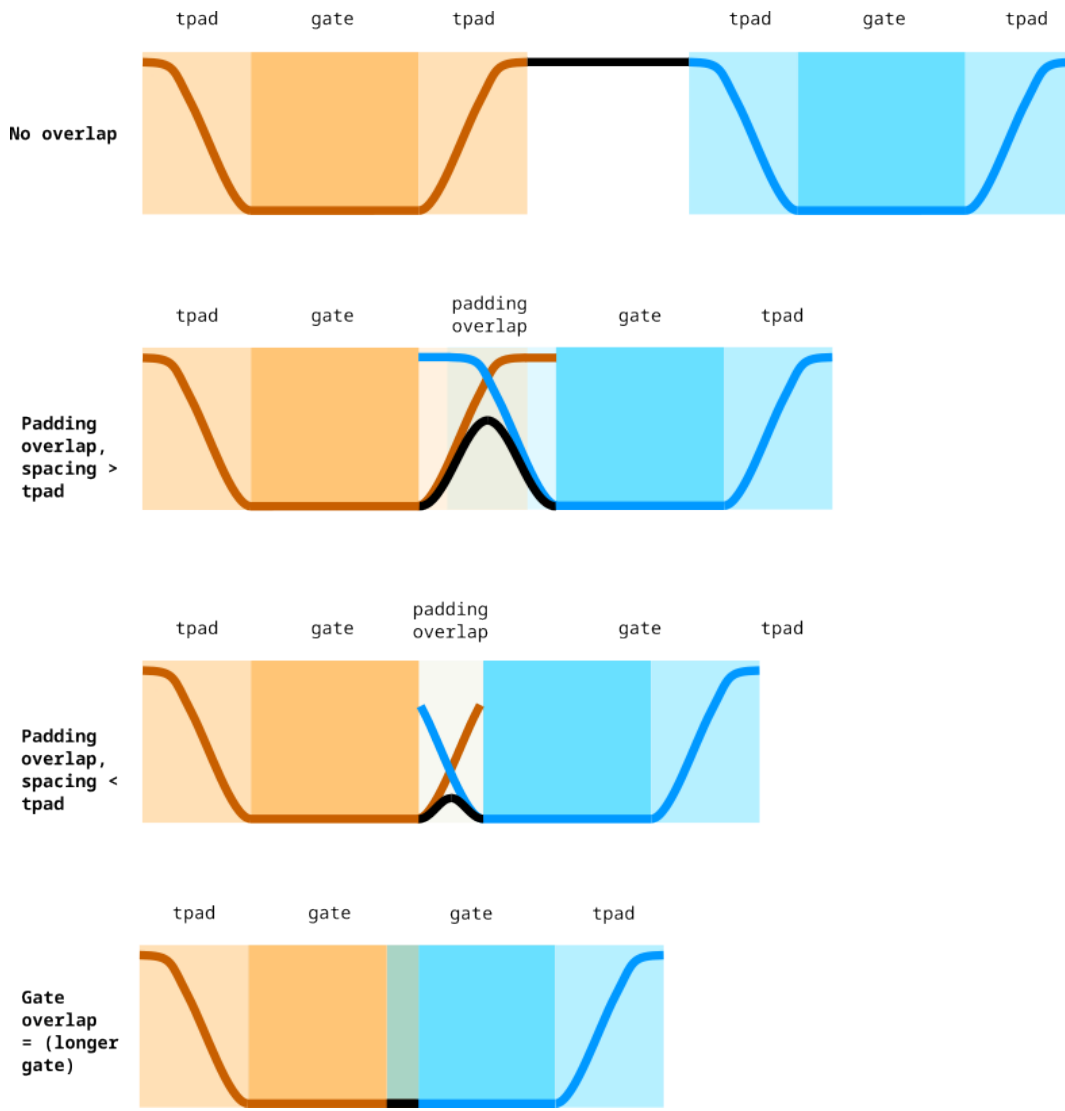 tpad gate tpad tpad gate tpad
No overlap
padding
overlap
tpad gate gate tpad
Padding
overlap,
spacing >
tpad
padding
overlap
tpad gate gate tpad
Padding
overlap,
spacing <
tpad
tpad gate gate tpad
Gate
overlap
= (longer
gate)